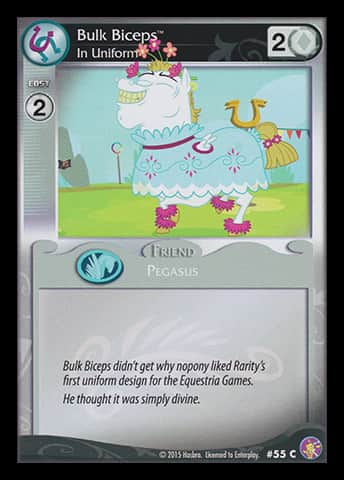 Bulk Biceps™
In Uniform
2
COST
2
FRIEND
PEGASUS
Bulk Biceps didn't get why nopony liked Rarity's
first uniform design for the Equestria Games.
He thought it was simply divine.
© 2015 Hasbro. Licensed to Enterplay.
#55 C